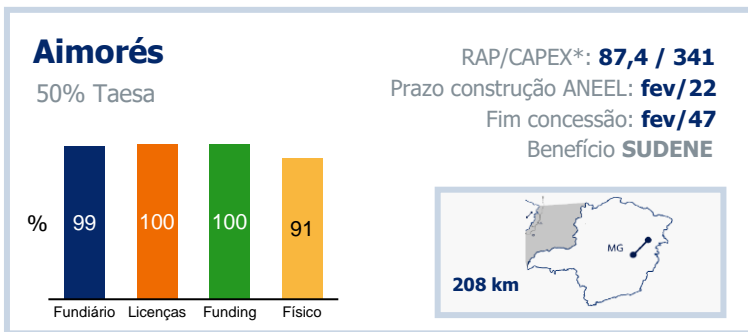 Aimorés
50% Taesa
RAP/CAPEX*: 87,4 / 341
Prazo construção ANEEL: fev/22
Fim concessão: fev/47
Benefício SUDENE
%
99
100
100
91
Fundiário
Licenças
Funding
Físico
MG
208 km